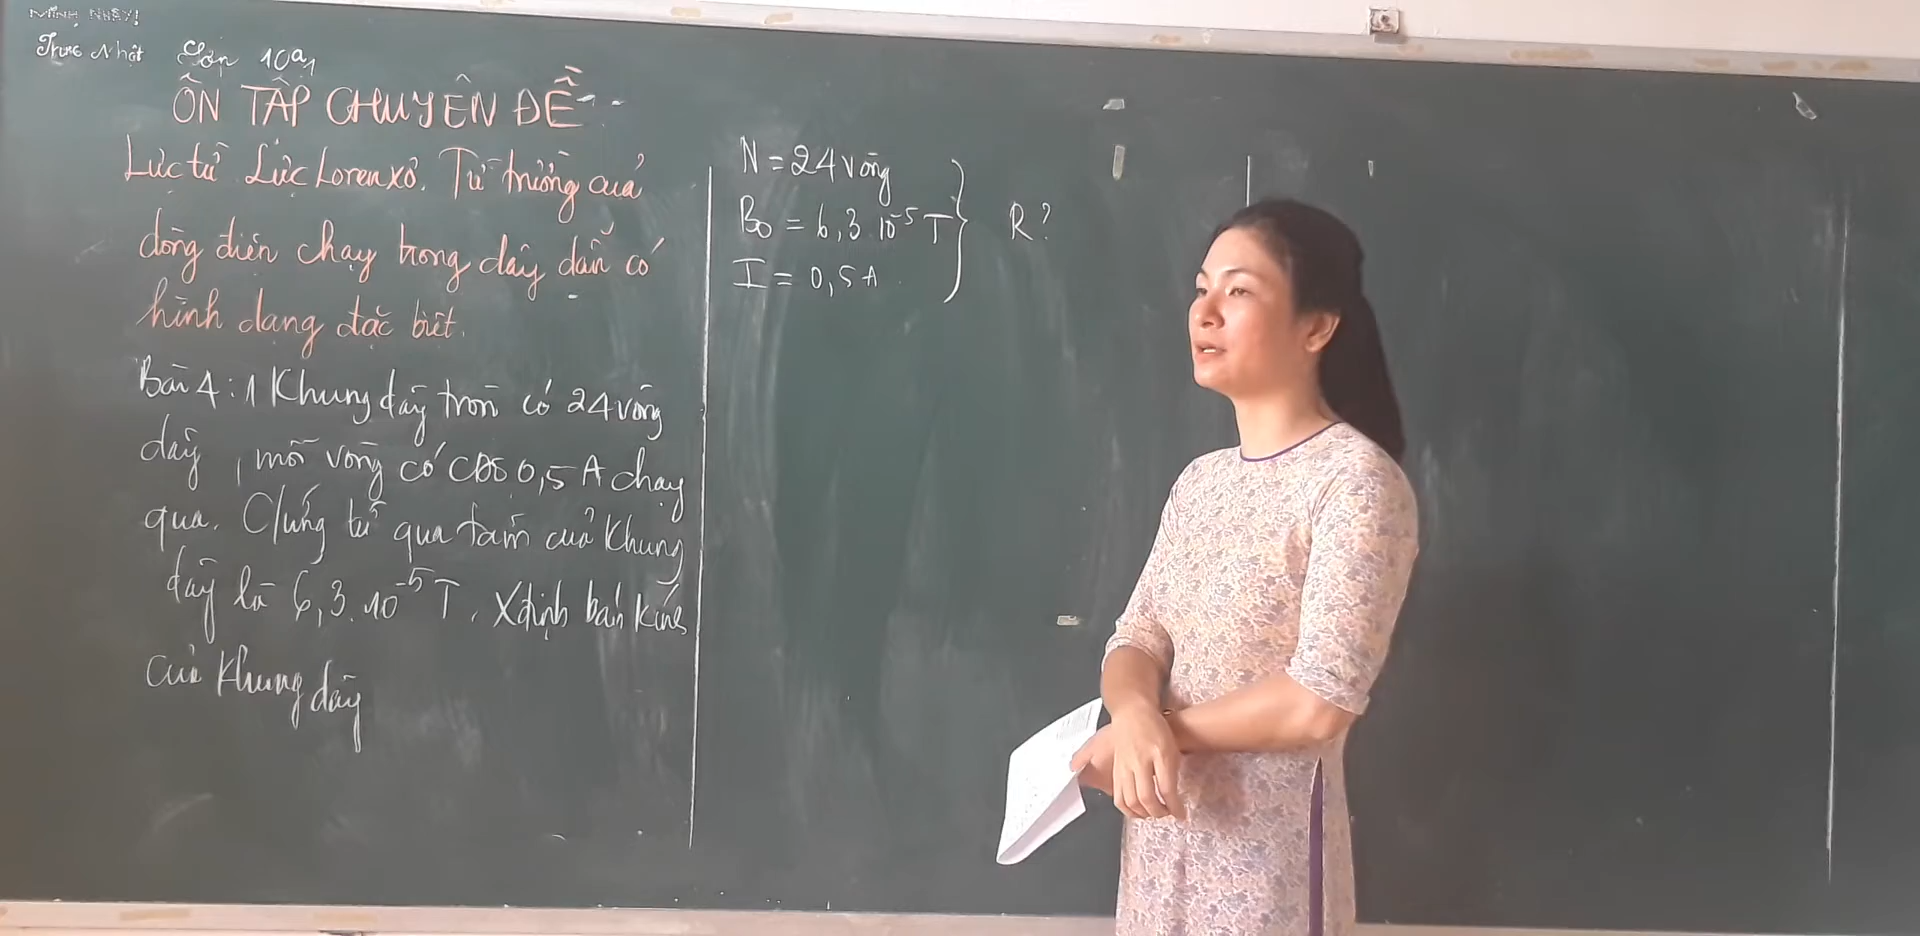 MINH NHẬT!
Trực Nhật Lớp 10a1
ÔN TẬP CHUYÊN ĐỀ
Lực từ Lực Lorenxơ. Từ trường của
dòng điện chạy trong dây dẫn có
hình dạng đặc biệt.
Bài 4: 1 Khung dây tròn có 24 vòng
dây, mỗi vòng có CĐDĐ 0,5 A chạy
qua. C/ứng từ qua tâm của khung
dây là 6,3.10⁻⁵ T. Xđịnh bán kính
của khung dây
N = 24 vòng
B₀ = 6,3.10⁻⁵ T } R?
I = 0,5 A